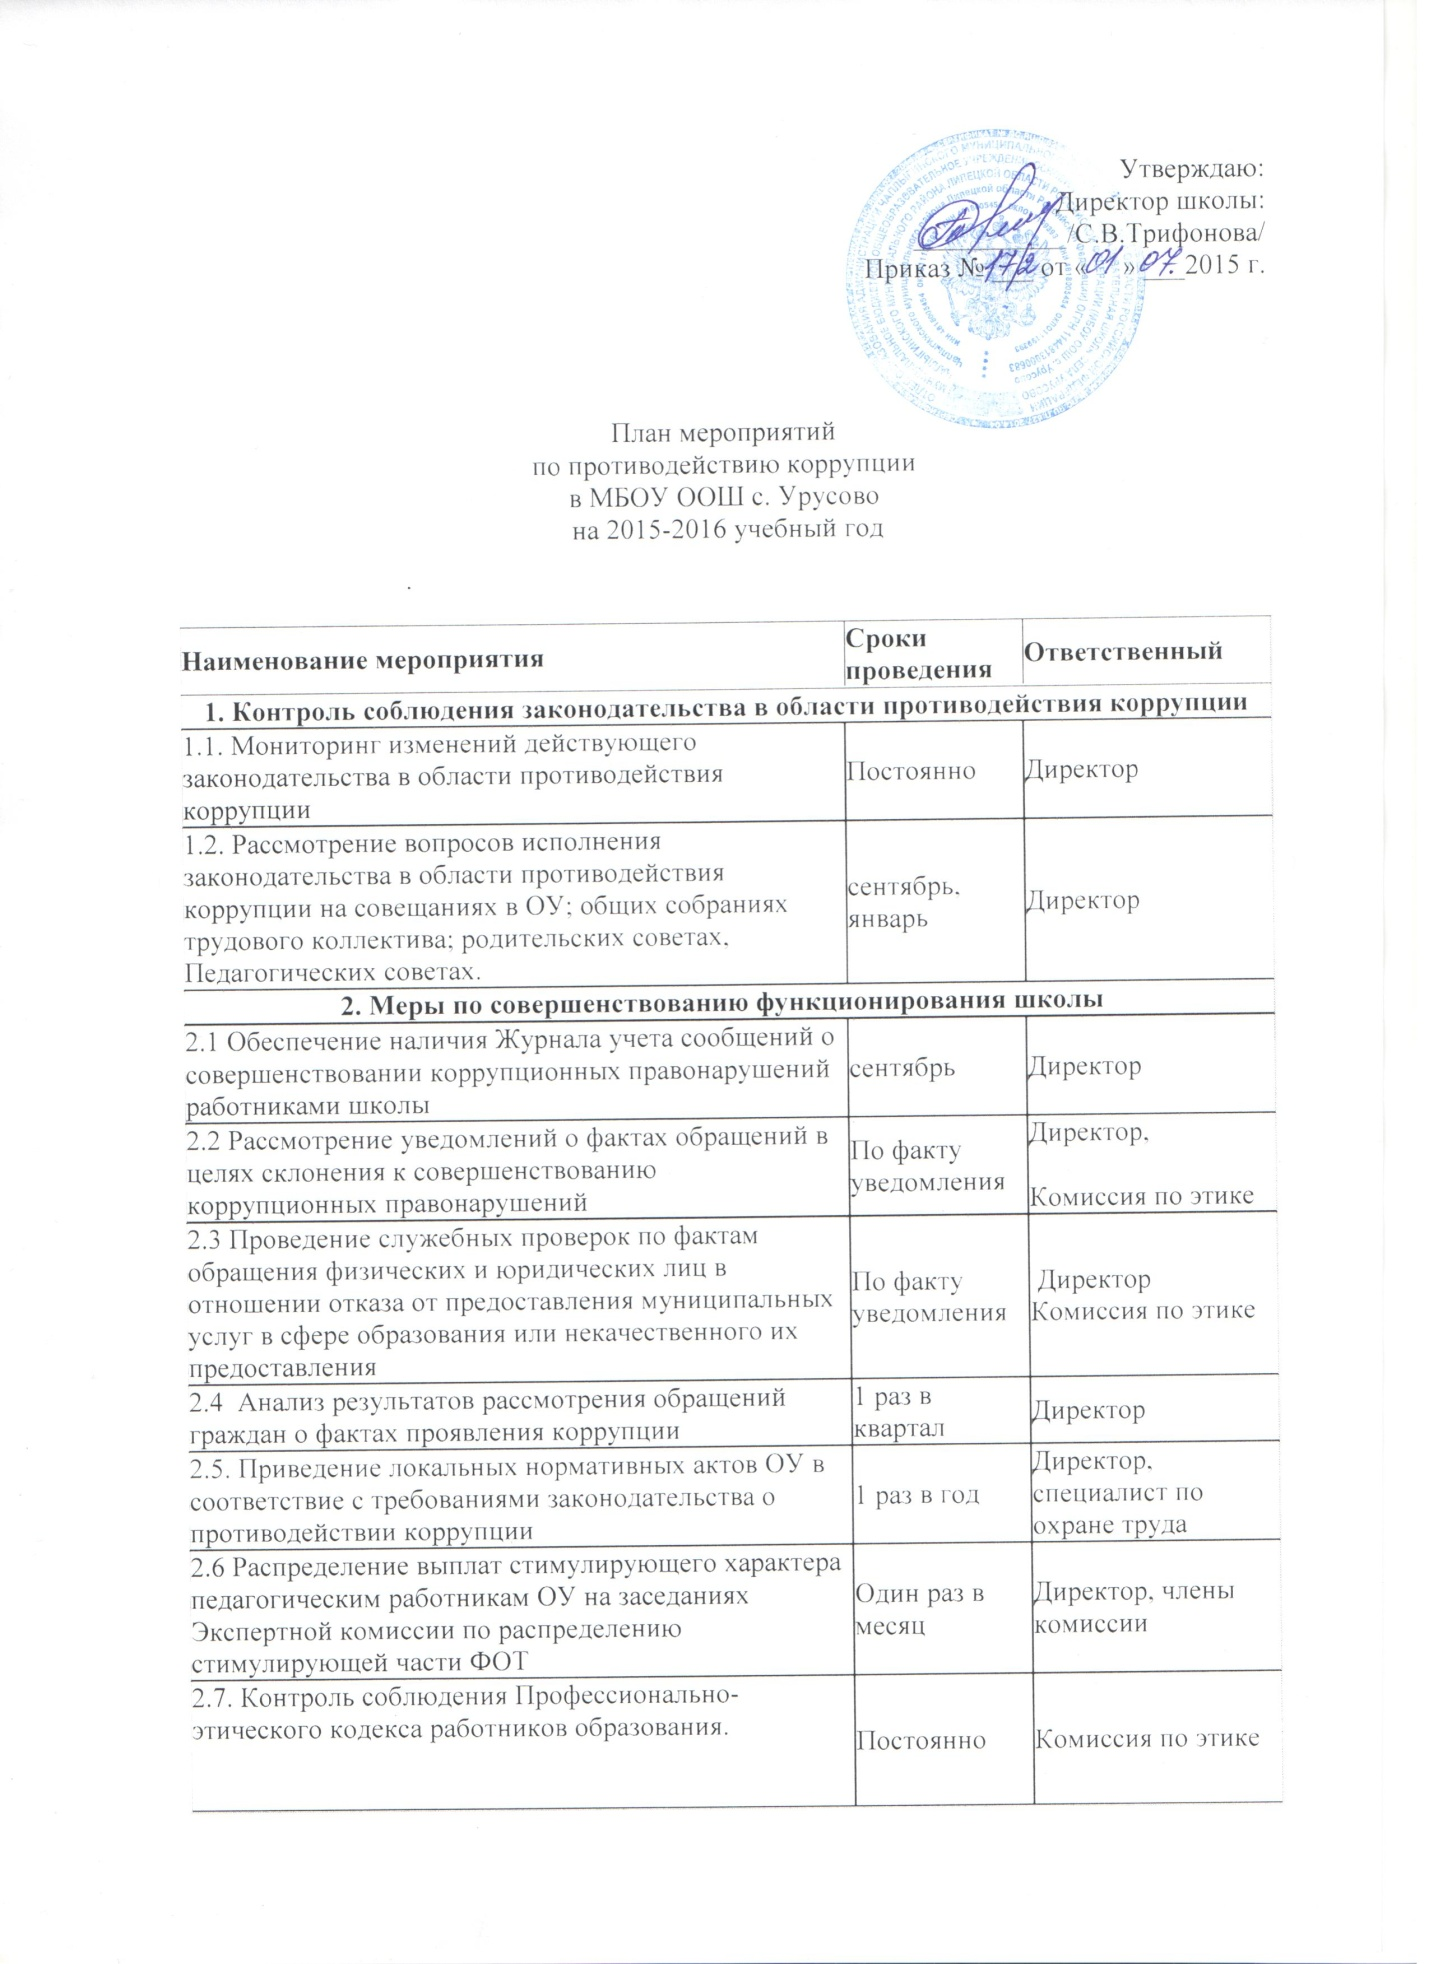 Утверждаю:
Директор школы:
/С.В.Трифонова/
Приказ № 17/2 от «01» 07. 2015 г.
План мероприятий
по противодействию коррупции
в МБОУ ООШ с. Урусово
на 2015-2016 учебный год
Наименование мероприятия
Сроки
проведения
Ответственный
1. Контроль соблюдения законодательства в области противодействия коррупции
1.1. Мониторинг изменений действующего
законодательства в области противодействия
коррупции
Постоянно
Директор
1.2. Рассмотрение вопросов исполнения
законодательства в области противодействия
коррупции на совещаниях в ОУ; общих собраниях
трудового коллектива; родительских советах,
Педагогических советах.
сентябрь,
январь
Директор
2. Меры по совершенствованию функционирования школы
2.1 Обеспечение наличия Журнала учета сообщений о
совершенствовании коррупционных правонарушений
работниками школы
сентябрь
Директор
2.2 Рассмотрение уведомлений о фактах обращений в
целях склонения к совершенствованию
коррупционных правонарушений
По факту
уведомления
Директор,
Комиссия по этике
2.3 Проведение служебных проверок по фактам
обращения физических и юридических лиц в
отношении отказа от предоставления муниципальных
услуг в сфере образования или некачественного их
предоставления
По факту
уведомления
Директор
Комиссия по этике
2.4 Анализ результатов рассмотрения обращений
граждан о фактах проявления коррупции
1 раз в
квартал
Директор
2.5. Приведение локальных нормативных актов ОУ в
соответствие с требованиями законодательства о
противодействии коррупции
1 раз в год
Директор,
специалист по
охране труда
2.6 Распределение выплат стимулирующего характера
педагогическим работникам ОУ на заседаниях
Экспертной комиссии по распределению
стимулирующей части ФОТ
Один раз в
месяц
Директор, члены
комиссии
2.7. Контроль соблюдения Профессионально-
этического кодекса работников образования.
Постоянно
Комиссия по этике